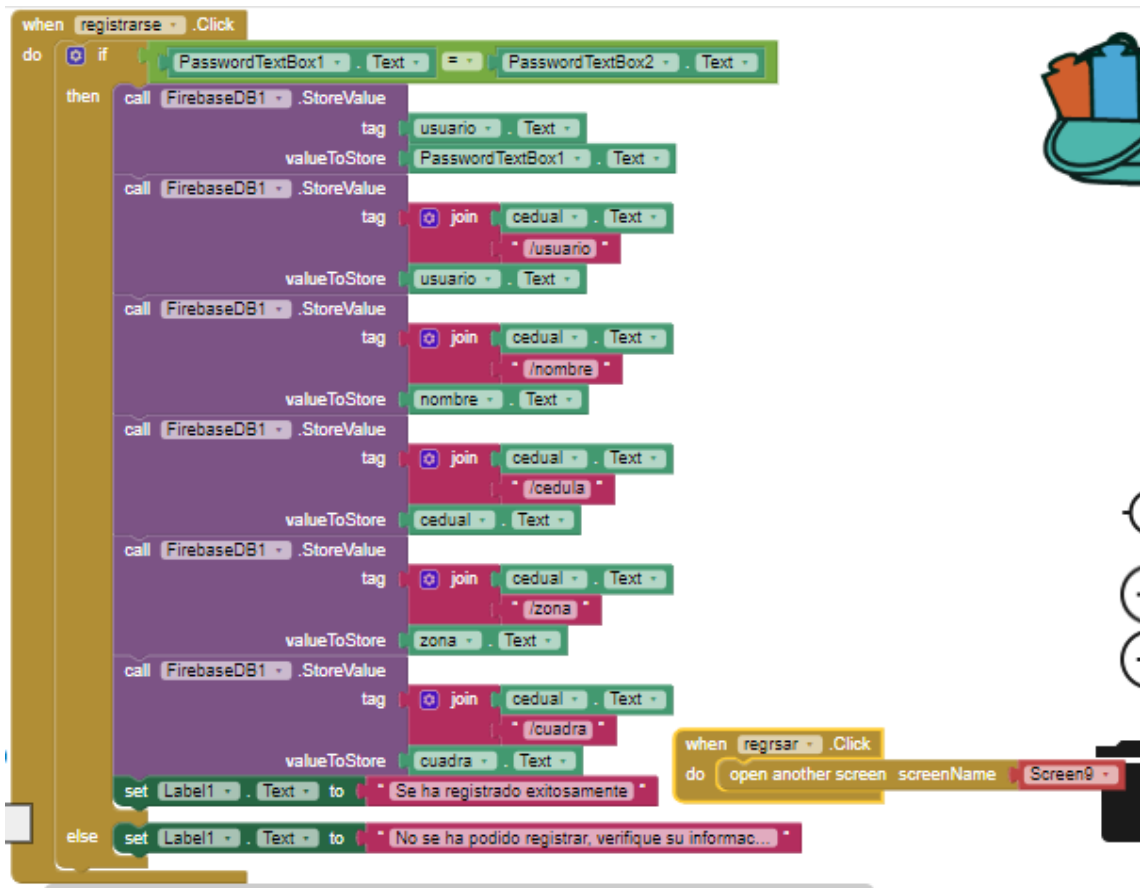 when registrarse .Click
do if PasswordTextBox1 . Text = PasswordTextBox2 . Text
then call FirebaseDB1 .StoreValue
tag usuario . Text
valueToStore PasswordTextBox1 . Text
call FirebaseDB1 .StoreValue
tag join cedual . Text
" /usuario "
valueToStore usuario . Text
call FirebaseDB1 .StoreValue
tag join cedual . Text
" /nombre "
valueToStore nombre . Text
call FirebaseDB1 .StoreValue
tag join cedual . Text
" /cedula "
valueToStore cedual . Text
call FirebaseDB1 .StoreValue
tag join cedual . Text
" /zona "
valueToStore zona . Text
call FirebaseDB1 .StoreValue
tag join cedual . Text
" /cuadra "
valueToStore cuadra . Text
set Label1 . Text to " Se ha registrado exitosamente "
else set Label1 . Text to " No se ha podido registrar, verifique su informac... "
when regrsar .Click
do open another screen screenName Screen9